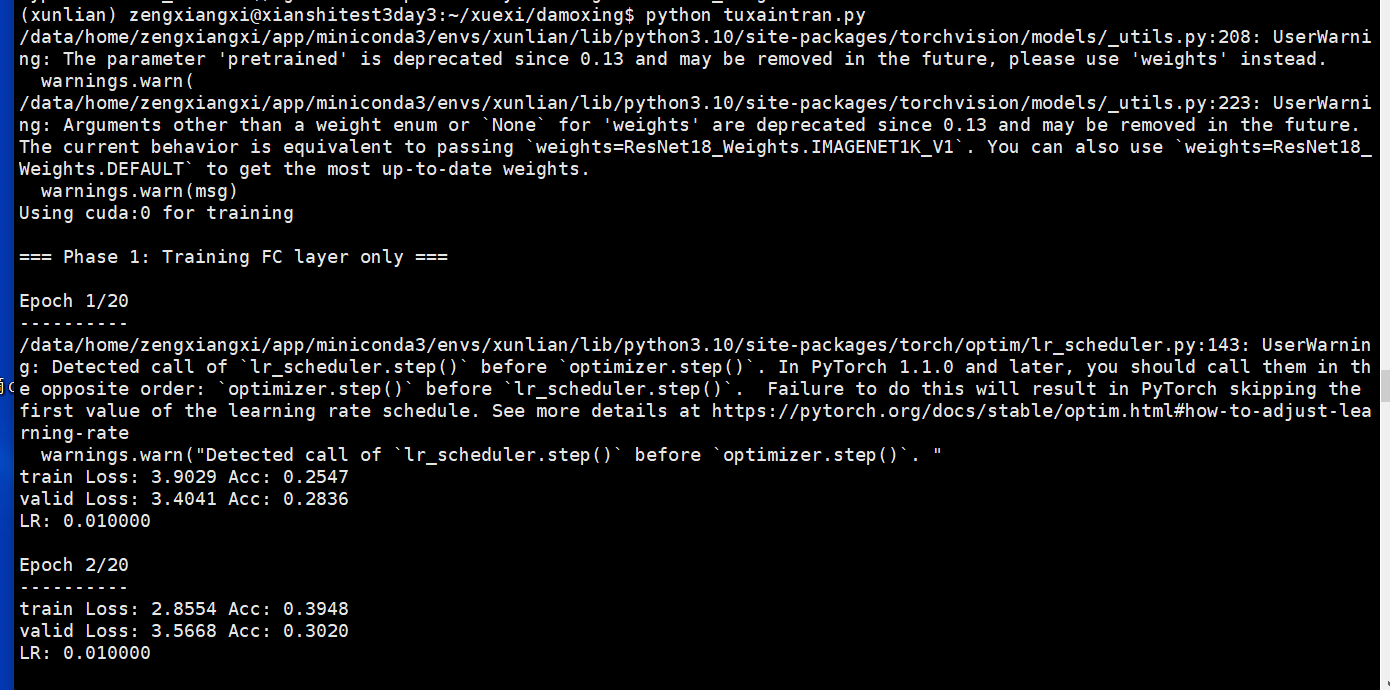 (xunlian) zengxiangxi@xianshitest3day3:~/xuexi/damoxing$ python tuxaintran.py
/data/home/zengxiangxi/app/miniconda3/envs/xunlian/lib/python3.10/site-packages/torchvision/models/_utils.py:208: UserWarni
ng: The parameter 'pretrained' is deprecated since 0.13 and may be removed in the future, please use 'weights' instead.
  warnings.warn(
/data/home/zengxiangxi/app/miniconda3/envs/xunlian/lib/python3.10/site-packages/torchvision/models/_utils.py:223: UserWarni
ng: Arguments other than a weight enum or `None` for 'weights' are deprecated since 0.13 and may be removed in the future.
The current behavior is equivalent to passing `weights=ResNet18_Weights.IMAGENET1K_V1`. You can also use `weights=ResNet18_
Weights.DEFAULT` to get the most up-to-date weights.
  warnings.warn(msg)
Using cuda:0 for training
=== Phase 1: Training FC layer only ===
Epoch 1/20
----------
/data/home/zengxiangxi/app/miniconda3/envs/xunlian/lib/python3.10/site-packages/torch/optim/lr_scheduler.py:143: UserWarnin
g: Detected call of `lr_scheduler.step()` before `optimizer.step()`. In PyTorch 1.1.0 and later, you should call them in th
e opposite order: `optimizer.step()` before `lr_scheduler.step()`.  Failure to do this will result in PyTorch skipping the
first value of the learning rate schedule. See more details at https://pytorch.org/docs/stable/optim.html#how-to-adjust-lea
rning-rate
  warnings.warn("Detected call of `lr_scheduler.step()` before `optimizer.step()`. "
train Loss: 3.9029 Acc: 0.2547
valid Loss: 3.4041 Acc: 0.2836
LR: 0.010000
Epoch 2/20
----------
train Loss: 2.8554 Acc: 0.3948
valid Loss: 3.5668 Acc: 0.3020
LR: 0.010000